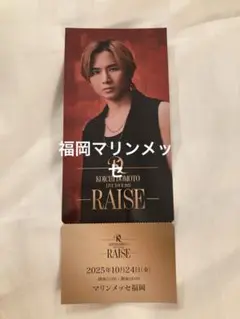 福岡マリンメッ
セ
KOICHI DOMOTO
LIVE TOUR 2025
RAISE
RAISE
2025年10月24日(金)
マリンメッセ福岡